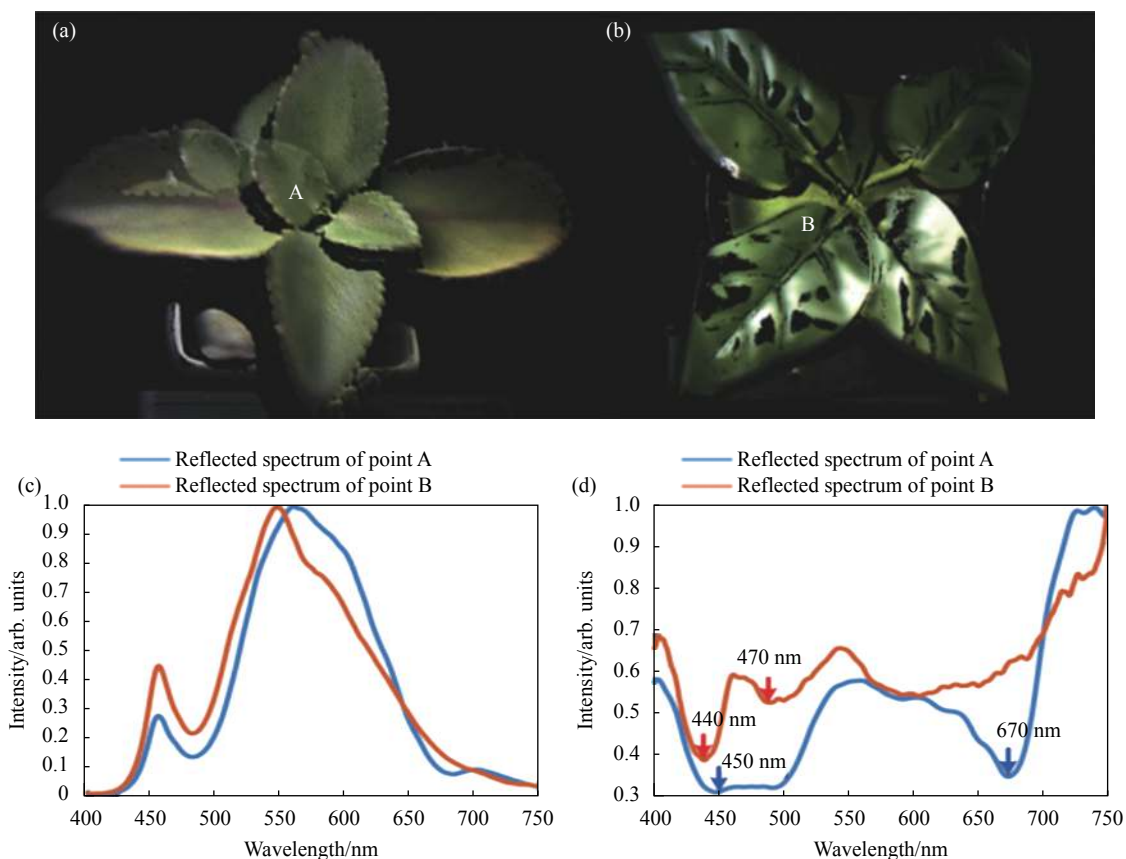 (a)
(b)
A
B
Reflected spectrum of point A
Reflected spectrum of point B
(c)
1.0
0.9
0.8
0.7
0.6
0.5
0.4
0.3
0.2
0.1
0
Intensity/arb. units
400 450 500 550 600 650 700 750
Wavelength/nm
Reflected spectrum of point A
Reflected spectrum of point B
(d)
1.0
0.9
0.8
0.7
0.6
0.5
0.4
0.3
Intensity/arb. units
470 nm
440 nm
450 nm
670 nm
400 450 500 550 600 650 700 750
Wavelength/nm